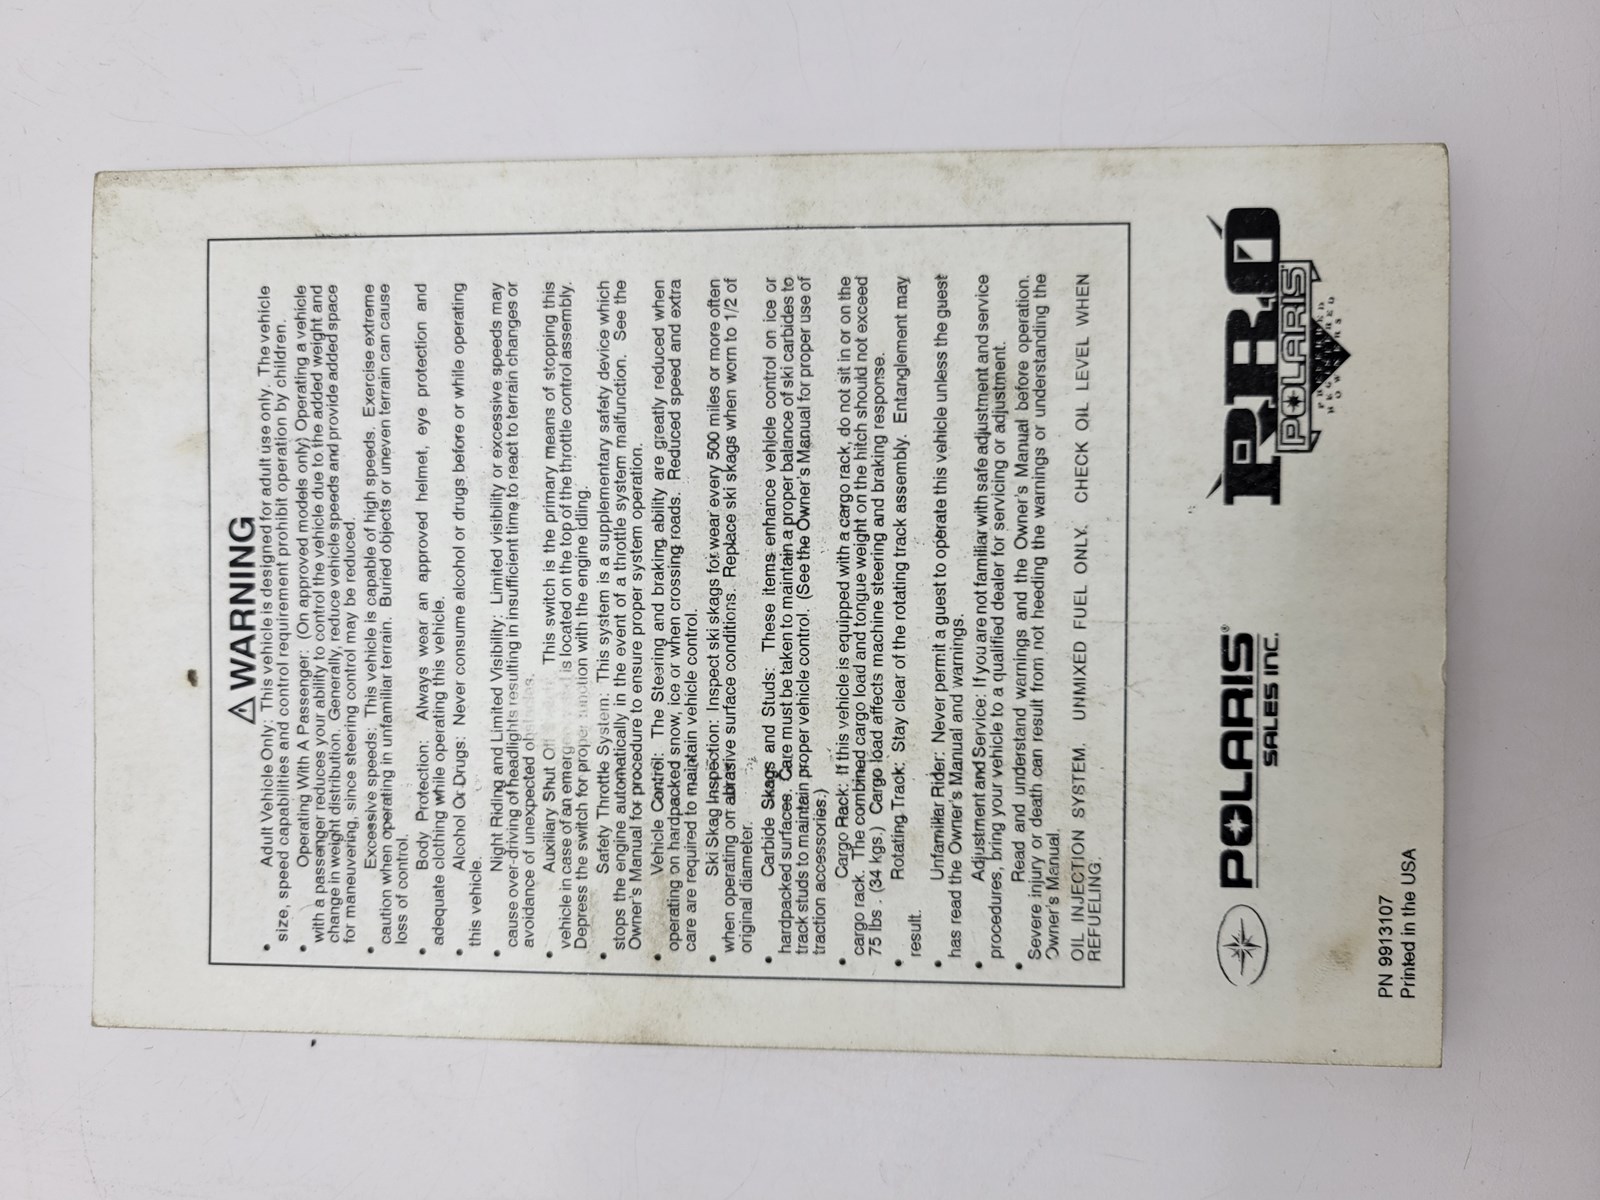 ⚠ WARNING
• Adult Vehicle Only: This vehicle is designed for adult use only. The vehicle
size, speed capabilities and control requirement prohibit operation by children.
• Operating With A Passenger: (On approved models only) Operating a vehicle
with a passenger reduces your ability to control the vehicle due to the added weight and
change in weight distribution. Generally, reduce vehicle speeds and provide added space
for maneuvering, since steering control may be reduced.
• Excessive speeds: This vehicle is capable of high speeds. Exercise extreme
caution when operating in unfamiliar terrain. Buried objects or uneven terrain can cause
loss of control.
• Body Protection: Always wear an approved helmet, eye protection and
adequate clothing while operating this vehicle.
• Alcohol Or Drugs: Never consume alcohol or drugs before or while operating
this vehicle.
• Night Riding and Limited Visibility: Limited visibility or excessive speeds may
cause over-driving of headlights resulting in insufficient time to react to terrain changes or
avoidance of unexpected
• Auxiliary Shut Off This switch is the primary means of stopping this
vehicle in case of an is located on the top of the throttle control assembly.
Depress the switch for proper function with the engine idling.
• Safety Throttle System: This system is a supplementary safety device which
stops the engine automatically in the event of a throttle system malfunction. See the
Owner's Manual for procedure to ensure proper system operation.
• Vehicle Control: The Steering and braking ability are greatly reduced when
operating on hardpacked snow, ice or when crossing roads. Reduced speed and extra
care are required to maintain vehicle control.
• Ski Skag Inspection: Inspect ski skags for wear every 500 miles or more often
when operating on abrasive surface conditions. Replace ski skags when worn to 1/2 of
original diameter.
• Carbide Skags and Studs: These items enhance vehicle control on ice or
hardpacked surfaces. Care must be taken to maintain a proper balance of ski carbides to
track studs to maintain proper vehicle control. (See the Owner's Manual for proper use of
traction accessories.)
• Cargo Rack: If this vehicle is equipped with a cargo rack, do not sit in or on the
cargo rack. The combined cargo load and tongue weight on the hitch should not exceed
75 lbs . (34 kgs.) Cargo load affects machine steering and braking response.
• Rotating Track: Stay clear of the rotating track assembly. Entanglement may
result.
• Unfamiliar Rider: Never permit a guest to operate this vehicle unless the guest
has read the Owner's Manual and warnings.
• Adjustment and Service: If you are not familiar with safe adjustment and service
procedures, bring your vehicle to a qualified dealer for servicing or adjustment.
• Read and understand warnings and the Owner's Manual before operation.
Severe injury or death can result from not heeding the warnings or understanding the
Owner's Manual.
OIL INJECTION SYSTEM. UNMIXED FUEL ONLY. CHECK OIL LEVEL WHEN
REFUELING.
POLARIS®
SALES INC.
PRO
POLARIS
PREFERRED
REGISTERED
OWNERS
PN 9913107
Printed in the USA